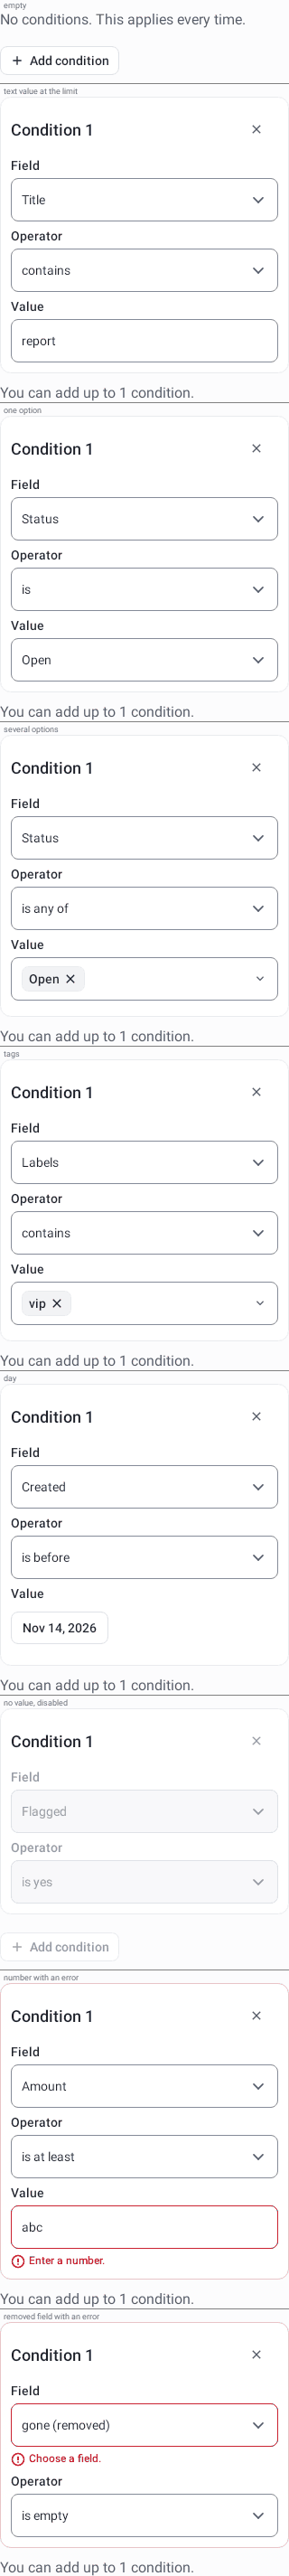 empty
No conditions. This applies every time.
Add condition
text value at the limit
Condition 1
Field
Title
Operator
contains
Value
report
You can add up to 1 condition.
one option
Condition 1
Field
Status
Operator
is
Value
Open
You can add up to 1 condition.
several options
Condition 1
Field
Status
Operator
is any of
Value
Open
You can add up to 1 condition.
tags
Condition 1
Field
Labels
Operator
contains
Value
vip
You can add up to 1 condition.
day
Condition 1
Field
Created
Operator
is before
Value
Nov 14, 2026
You can add up to 1 condition.
no value, disabled
Condition 1
Field
Flagged
Operator
is yes
Add condition
number with an error
Condition 1
Field
Amount
Operator
is at least
Value
abc
Enter a number.
You can add up to 1 condition.
removed field with an error
Condition 1
Field
gone (removed)
Choose a field.
Operator
is empty
You can add up to 1 condition.